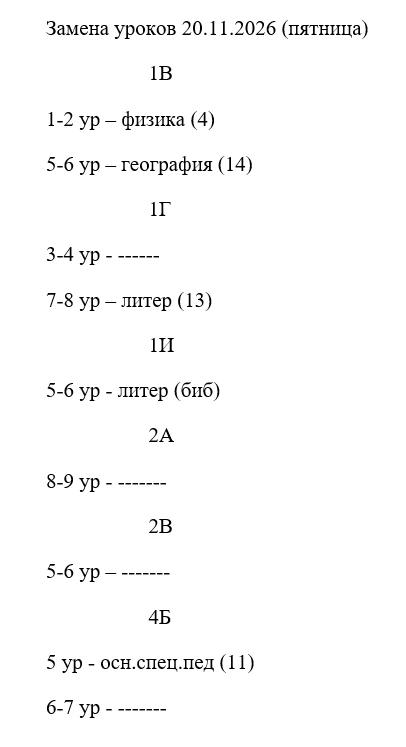 Замена уроков 20.11.2026 (пятница)
1В
1-2 ур – физика (4)
5-6 ур – география (14)
1Г
3-4 ур - ------
7-8 ур – литер (13)
1И
5-6 ур - литер (биб)
2А
8-9 ур - -------
2В
5-6 ур – -------
4Б
5 ур - осн.спец.пед (11)
6-7 ур - -------